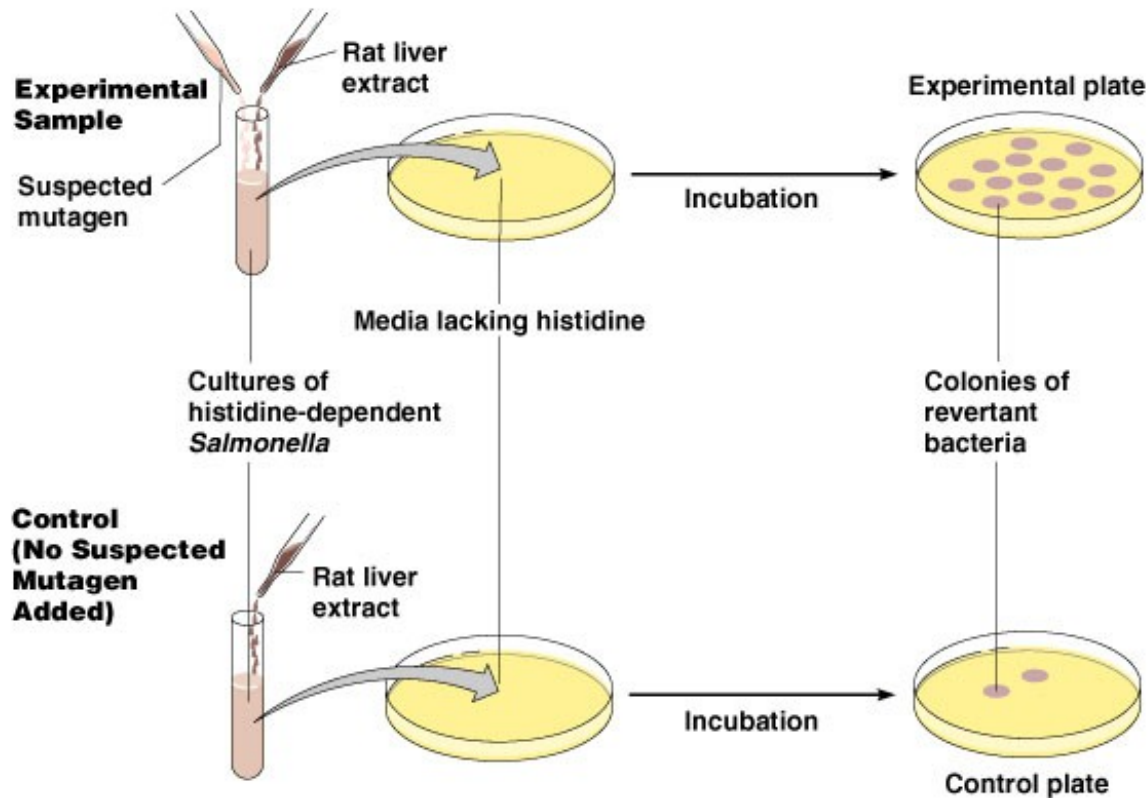 Rat liver
extract
Experimental
Sample
Suspected
mutagen
Experimental plate
Incubation
Media lacking histidine
Cultures of
histidine-dependent
Salmonella
Colonies of
revertant
bacteria
Control
(No Suspected
Mutagen
Added)
Rat liver
extract
Incubation
Control plate